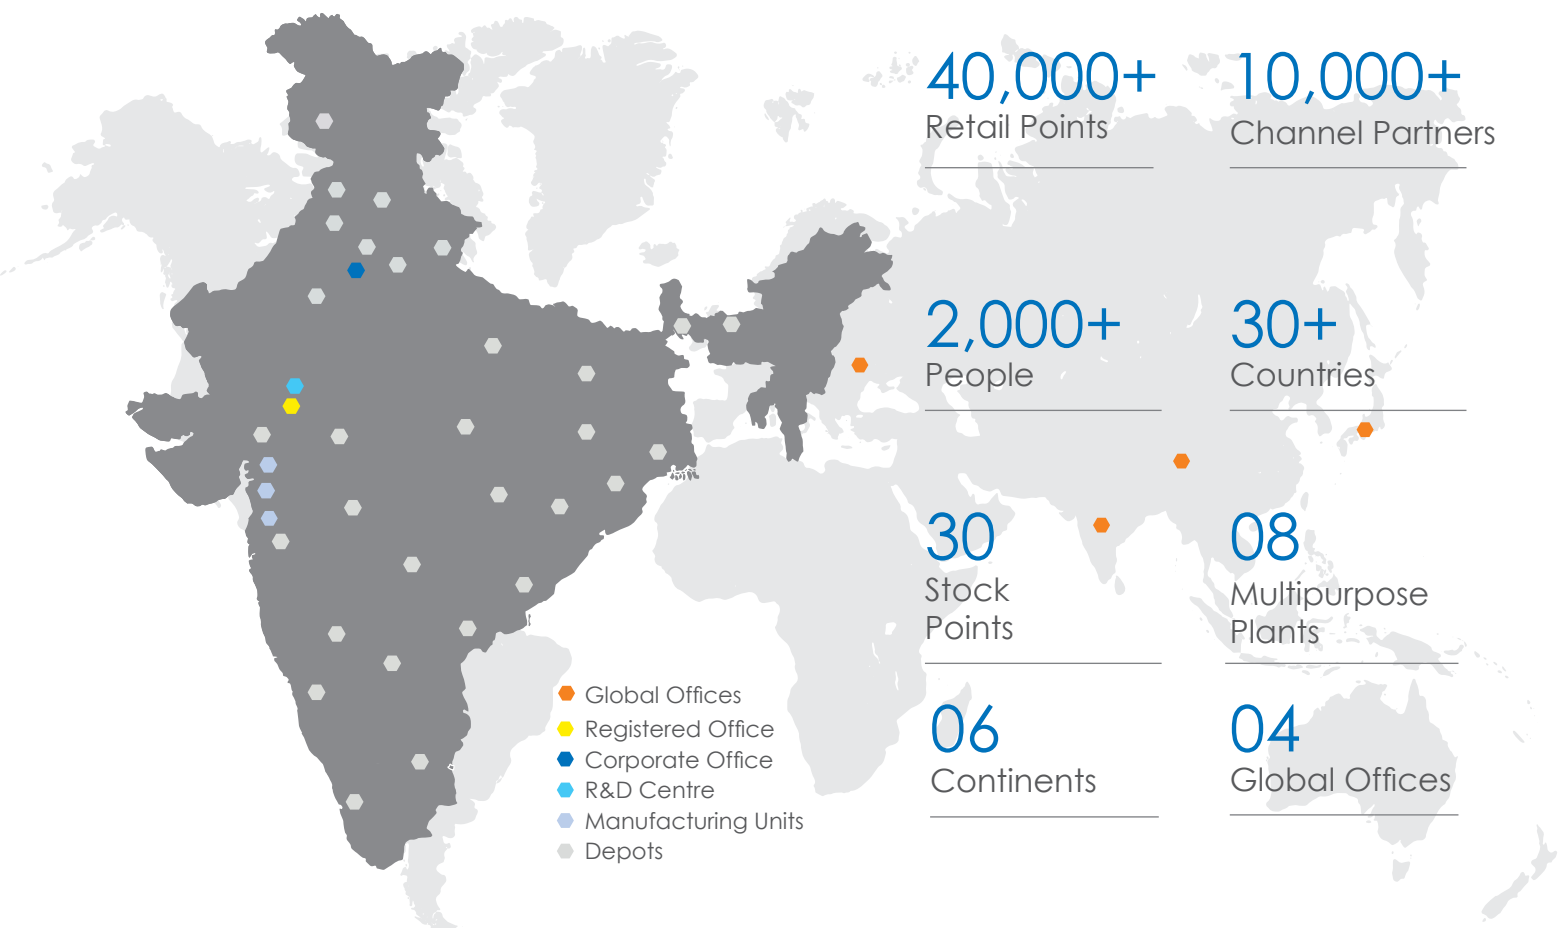 40,000+
Retail Points
10,000+
Channel Partners
2,000+
People
30+
Countries
30
Stock
Points
08
Multipurpose
Plants
06
Continents
04
Global Offices
Global Offices
Registered Office
Corporate Office
R&D Centre
Manufacturing Units
Depots